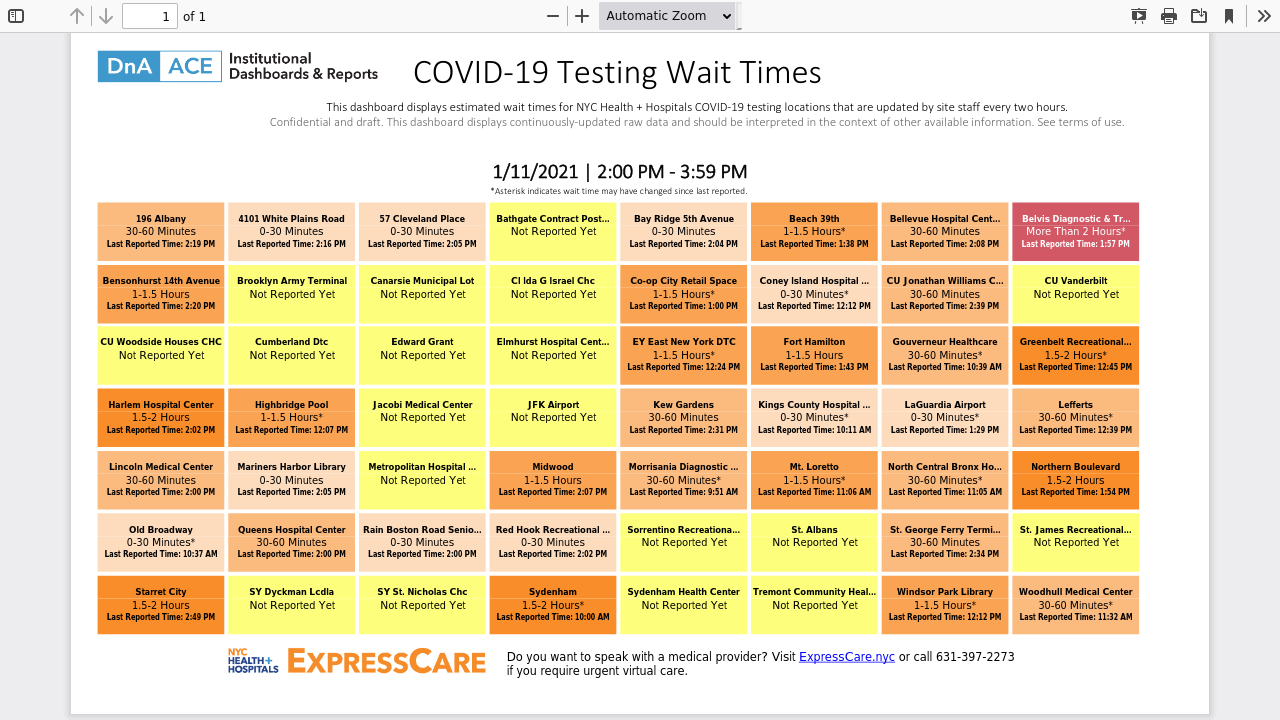 1 of 1
Automatic Zoom
DnA ACE Institutional
Dashboards & Reports
COVID-19 Testing Wait Times
This dashboard displays estimated wait times for NYC Health + Hospitals COVID-19 testing locations that are updated by site staff every two hours.
Confidential and draft. This dashboard displays continuously-updated raw data and should be interpreted in the context of other available information. See terms of use.
1/11/2021 | 2:00 PM - 3:59 PM
*Asterisk indicates wait time may have changed since last reported.
196 Albany
30-60 Minutes
Last Reported Time: 2:19 PM
4101 White Plains Road
0-30 Minutes
Last Reported Time: 2:16 PM
57 Cleveland Place
0-30 Minutes
Last Reported Time: 2:05 PM
Bathgate Contract Post...
Not Reported Yet
Bay Ridge 5th Avenue
0-30 Minutes
Last Reported Time: 2:04 PM
Beach 39th
1-1.5 Hours*
Last Reported Time: 1:38 PM
Bellevue Hospital Cent...
30-60 Minutes
Last Reported Time: 2:08 PM
Belvis Diagnostic & Tr...
More Than 2 Hours*
Last Reported Time: 1:57 PM
Bensonhurst 14th Avenue
1-1.5 Hours
Last Reported Time: 2:20 PM
Brooklyn Army Terminal
Not Reported Yet
Canarsie Municipal Lot
Not Reported Yet
Cl Ida G Israel Chc
Not Reported Yet
Co-op City Retail Space
1-1.5 Hours*
Last Reported Time: 1:00 PM
Coney Island Hospital ...
0-30 Minutes*
Last Reported Time: 12:12 PM
CU Jonathan Williams C...
30-60 Minutes
Last Reported Time: 2:39 PM
CU Vanderbilt
Not Reported Yet
CU Woodside Houses CHC
Not Reported Yet
Cumberland Dtc
Not Reported Yet
Edward Grant
Not Reported Yet
Elmhurst Hospital Cent...
Not Reported Yet
EY East New York DTC
1-1.5 Hours*
Last Reported Time: 12:24 PM
Fort Hamilton
1-1.5 Hours
Last Reported Time: 1:43 PM
Gouverneur Healthcare
30-60 Minutes*
Last Reported Time: 10:39 AM
Greenbelt Recreational...
1.5-2 Hours*
Last Reported Time: 12:45 PM
Harlem Hospital Center
1.5-2 Hours
Last Reported Time: 2:02 PM
Highbridge Pool
1-1.5 Hours*
Last Reported Time: 12:07 PM
Jacobi Medical Center
Not Reported Yet
JFK Airport
Not Reported Yet
Kew Gardens
30-60 Minutes
Last Reported Time: 2:31 PM
Kings County Hospital ...
0-30 Minutes*
Last Reported Time: 10:11 AM
LaGuardia Airport
0-30 Minutes*
Last Reported Time: 1:29 PM
Lefferts
30-60 Minutes*
Last Reported Time: 12:39 PM
Lincoln Medical Center
30-60 Minutes
Last Reported Time: 2:00 PM
Mariners Harbor Library
0-30 Minutes
Last Reported Time: 2:05 PM
Metropolitan Hospital ...
Not Reported Yet
Midwood
1-1.5 Hours
Last Reported Time: 2:07 PM
Morrisania Diagnostic ...
30-60 Minutes*
Last Reported Time: 9:51 AM
Mt. Loretto
1-1.5 Hours*
Last Reported Time: 11:06 AM
North Central Bronx Ho...
30-60 Minutes*
Last Reported Time: 11:05 AM
Northern Boulevard
1.5-2 Hours
Last Reported Time: 1:54 PM
Old Broadway
0-30 Minutes*
Last Reported Time: 10:37 AM
Queens Hospital Center
30-60 Minutes
Last Reported Time: 2:00 PM
Rain Boston Road Senio...
0-30 Minutes
Last Reported Time: 2:00 PM
Red Hook Recreational ...
0-30 Minutes
Last Reported Time: 2:02 PM
Sorrentino Recreationa...
Not Reported Yet
St. Albans
Not Reported Yet
St. George Ferry Termi...
30-60 Minutes
Last Reported Time: 2:34 PM
St. James Recreational...
Not Reported Yet
Starret City
1.5-2 Hours
Last Reported Time: 2:49 PM
SY Dyckman Lcdla
Not Reported Yet
SY St. Nicholas Chc
Not Reported Yet
Sydenham
1.5-2 Hours*
Last Reported Time: 10:00 AM
Sydenham Health Center
Not Reported Yet
Tremont Community Heal...
Not Reported Yet
Windsor Park Library
1-1.5 Hours*
Last Reported Time: 12:12 PM
Woodhull Medical Center
30-60 Minutes*
Last Reported Time: 11:32 AM
NYC
HEALTH+
HOSPITALS
EXPRESSCARE
Do you want to speak with a medical provider? Visit ExpressCare.nyc or call 631-397-2273
if you require urgent virtual care.